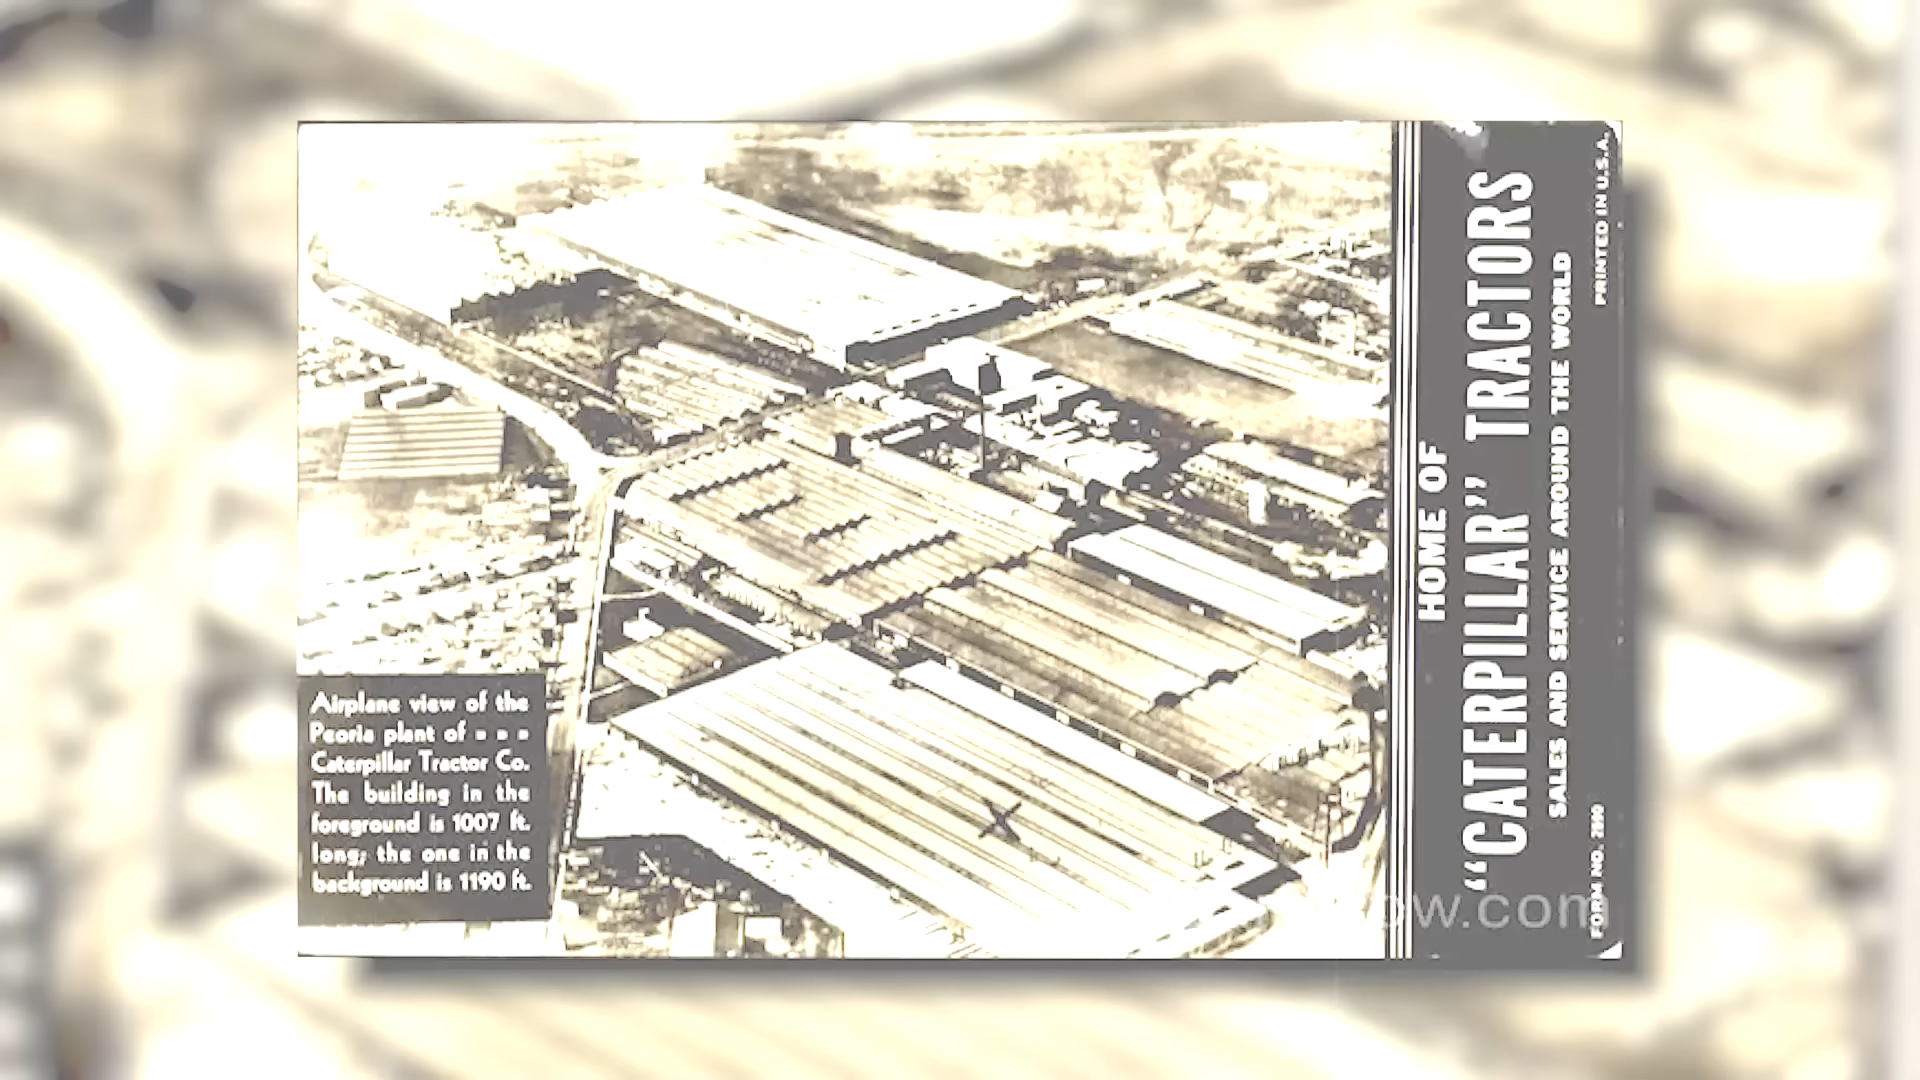 Airplane view of the
Peoria plant of • • •
Caterpillar Tractor Co.
The building in the
foreground is 1007 ft.
long; the one in the
background is 1190 ft.
HOME OF
"CATERPILLAR" TRACTORS
SALES AND SERVICE AROUND THE WORLD
FORM NO. 2890
PRINTED IN U.S.A.